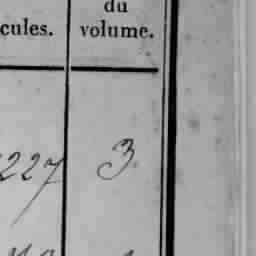 du
cules. volume.
227 3.